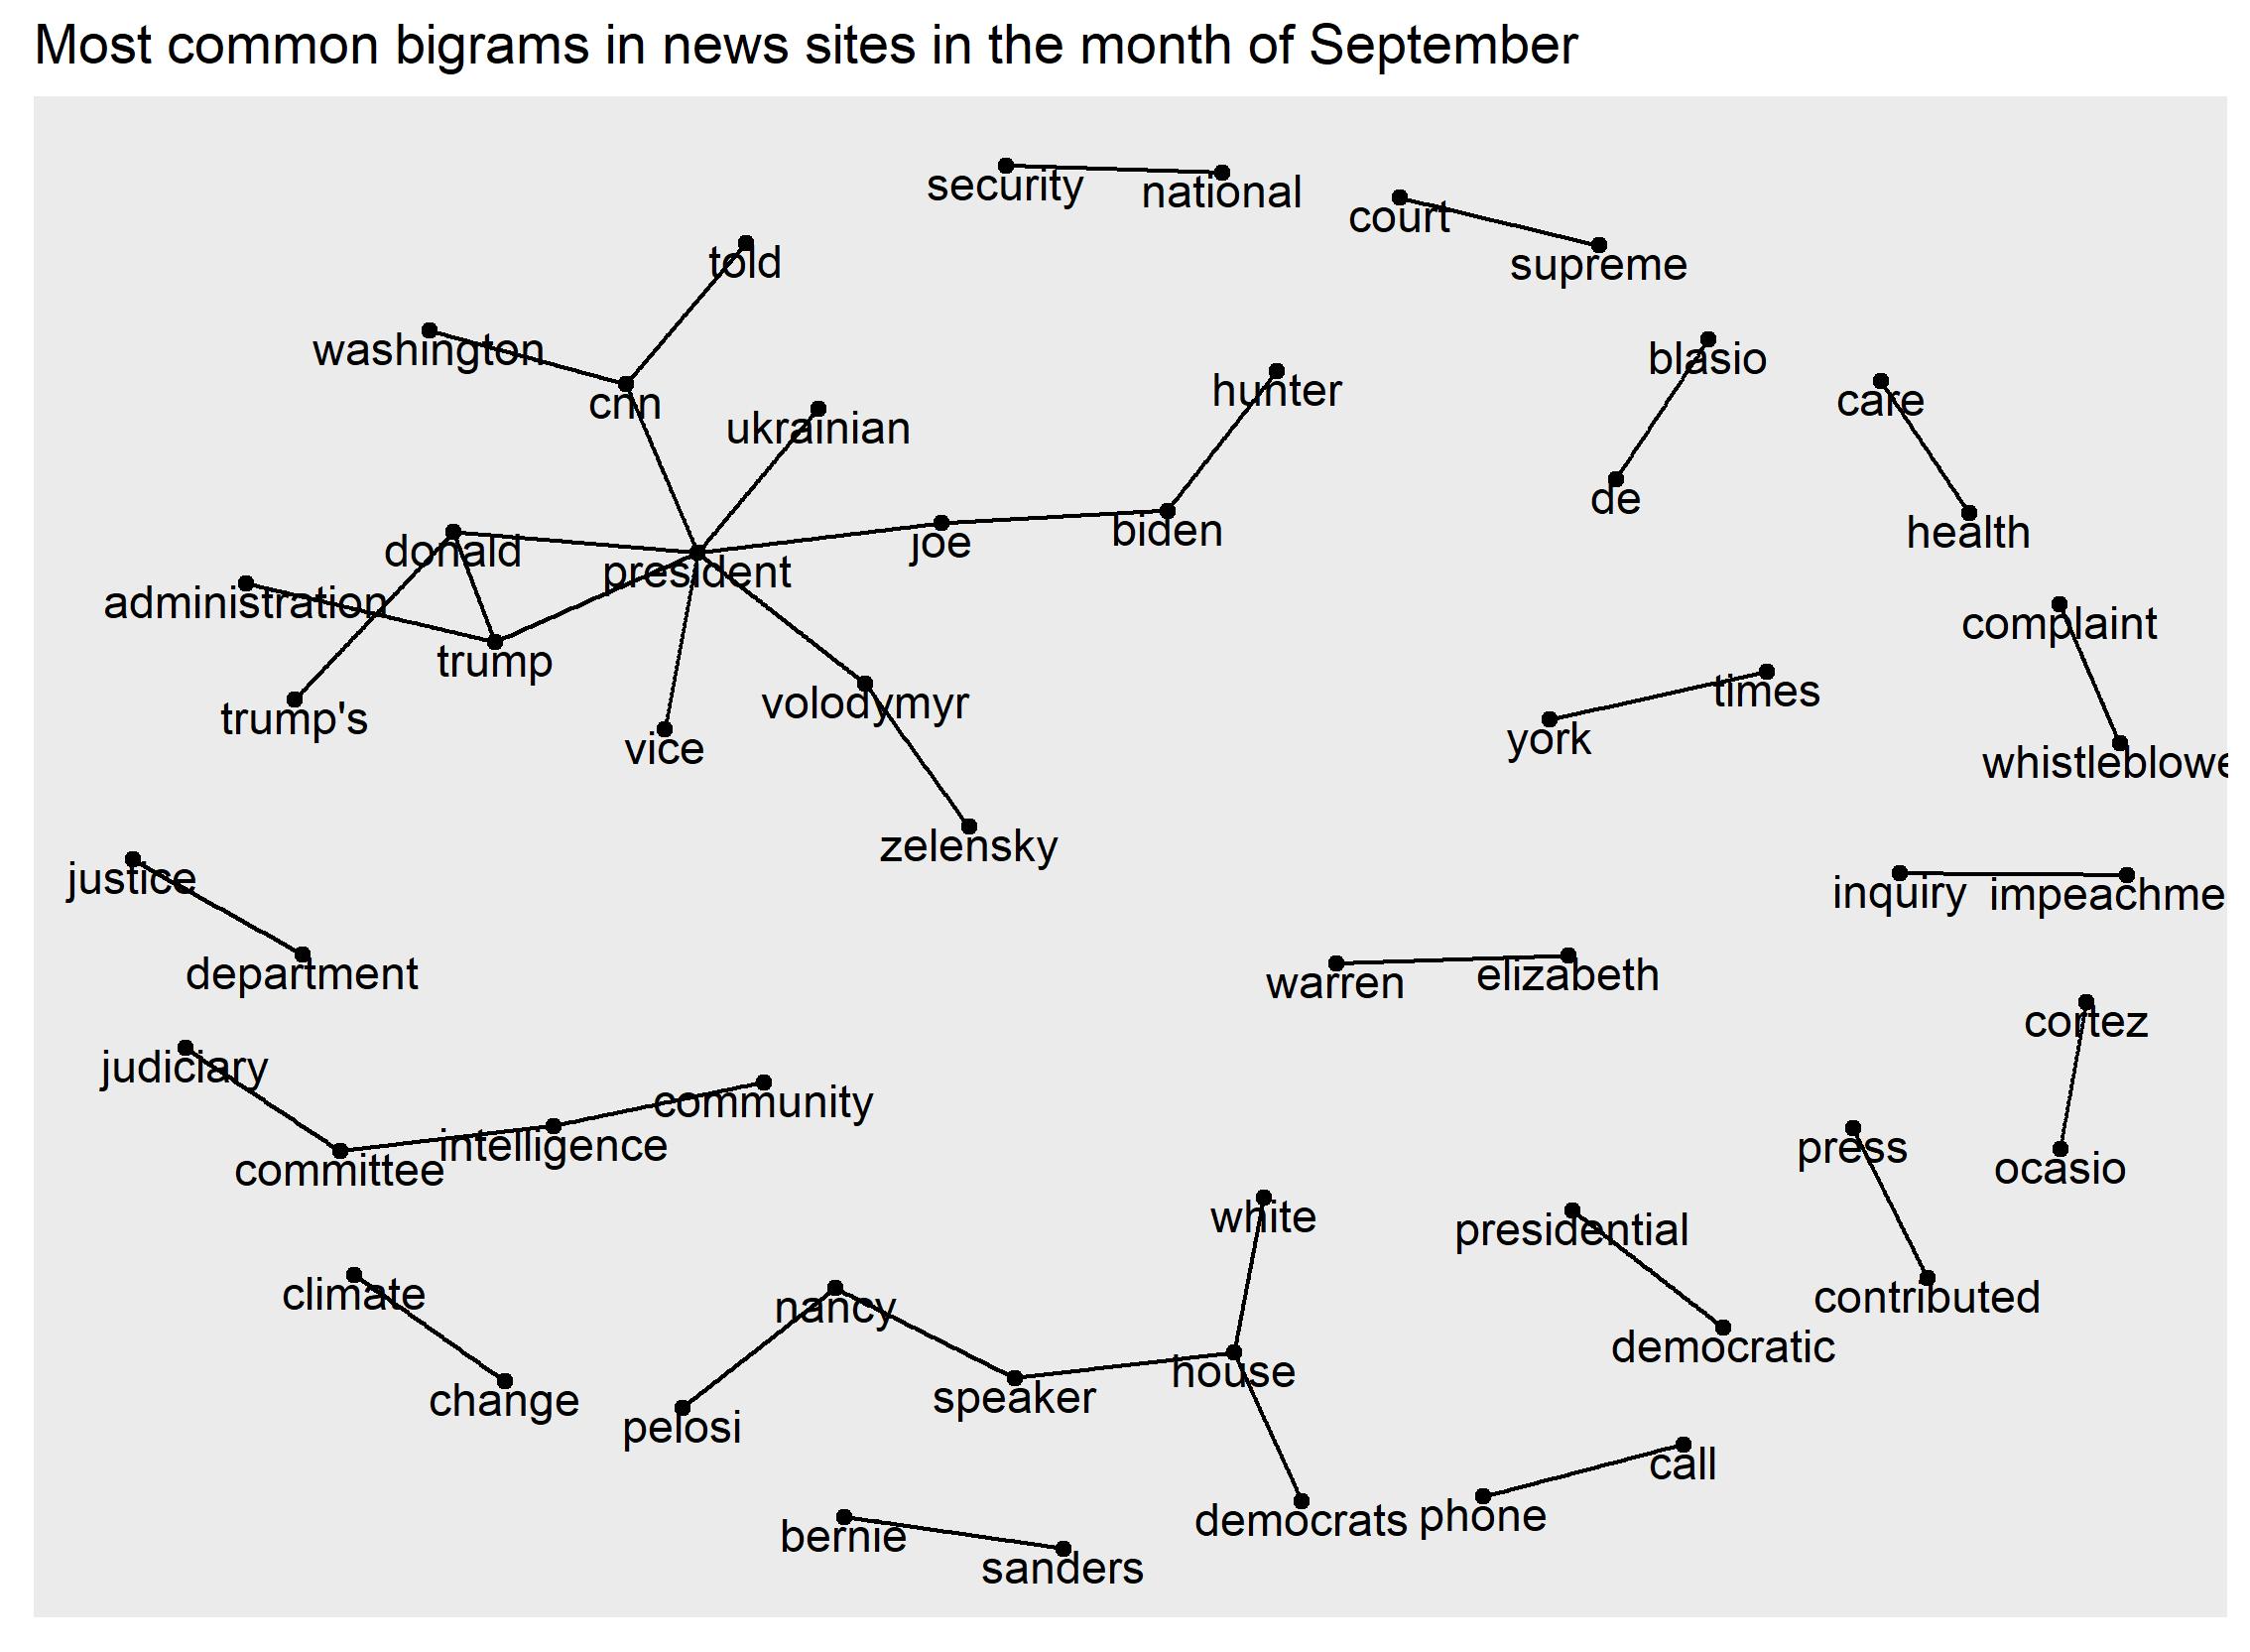 Most common bigrams in news sites in the month of September
security
national
court
supreme
told
washington
cnn
ukrainian
hunter
blasio
care
de
health
donald
president
joe
biden
administration
trump
trump's
volodymyr
vice
zelensky
complaint
times
york
whistleblowe
justice
department
inquiry
impeachme
warren
elizabeth
cortez
ocasio
judiciary
community
intelligence
committee
press
contributed
white
presidential
democratic
climate
change
nancy
pelosi
speaker
house
democrats
phone
call
bernie
sanders